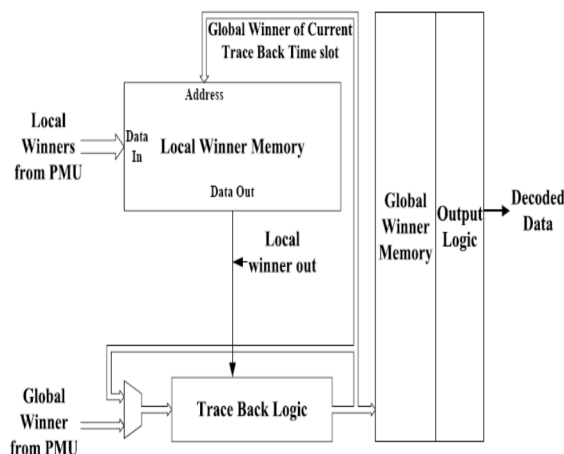 Global Winner of Current
Trace Back Time slot
Address
Local
Winners
from PMU
Data
In
Local Winner Memory
Data Out
Local
winner out
Global
Winner
Memory
Output
Logic
Decoded
Data
Global
Winner
from PMU
Trace Back Logic